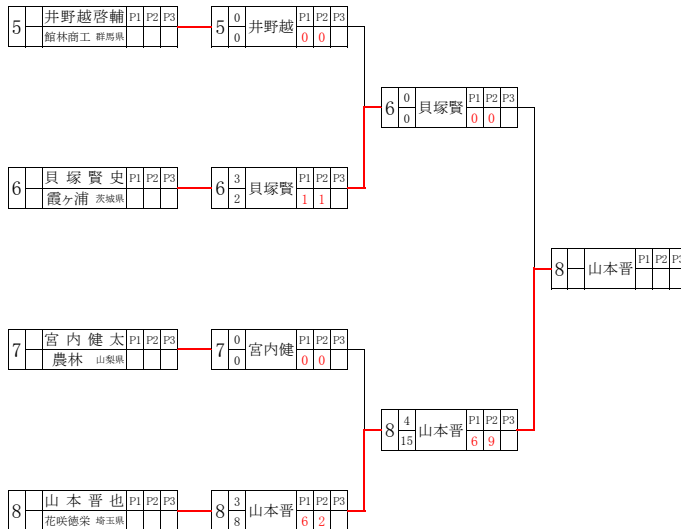 5 井野越啓輔 P1 P2 P3
館林商工 群馬県
5 0 井野越 P1 P2 P3
0 0 0
6 0 貝塚賢 P1 P2 P3
0 0 0
6 貝塚賢史 P1 P2 P3
霞ヶ浦 茨城県
6 3 貝塚賢 P1 P2 P3
2 1 1
8 山本晋 P1 P2 P3
7 宮内健太 P1 P2 P3
農林 山梨県
7 0 宮内健 P1 P2 P3
0 0 0
8 4 山本晋 P1 P2 P3
15 6 9
8 山本晋也 P1 P2 P3
花咲徳栄 埼玉県
8 3 山本晋 P1 P2 P3
8 6 2